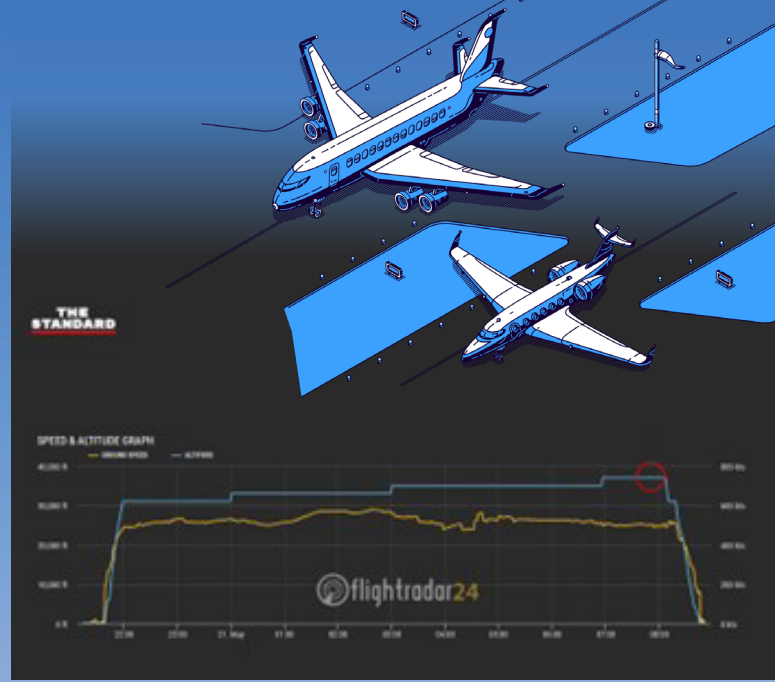 THE
STANDARD
SPEED & ALTITUDE GRAPH
GROUND SPEED ALTITUDE
40,000 ft 800 kts
30,000 ft 600 kts
20,000 ft 400 kts
10,000 ft 200 kts
0 ft 0 kts
flightradar24
22:00 23:00 21. May 01:00 02:00 03:00 04:00 05:00 06:00 07:00 08:00